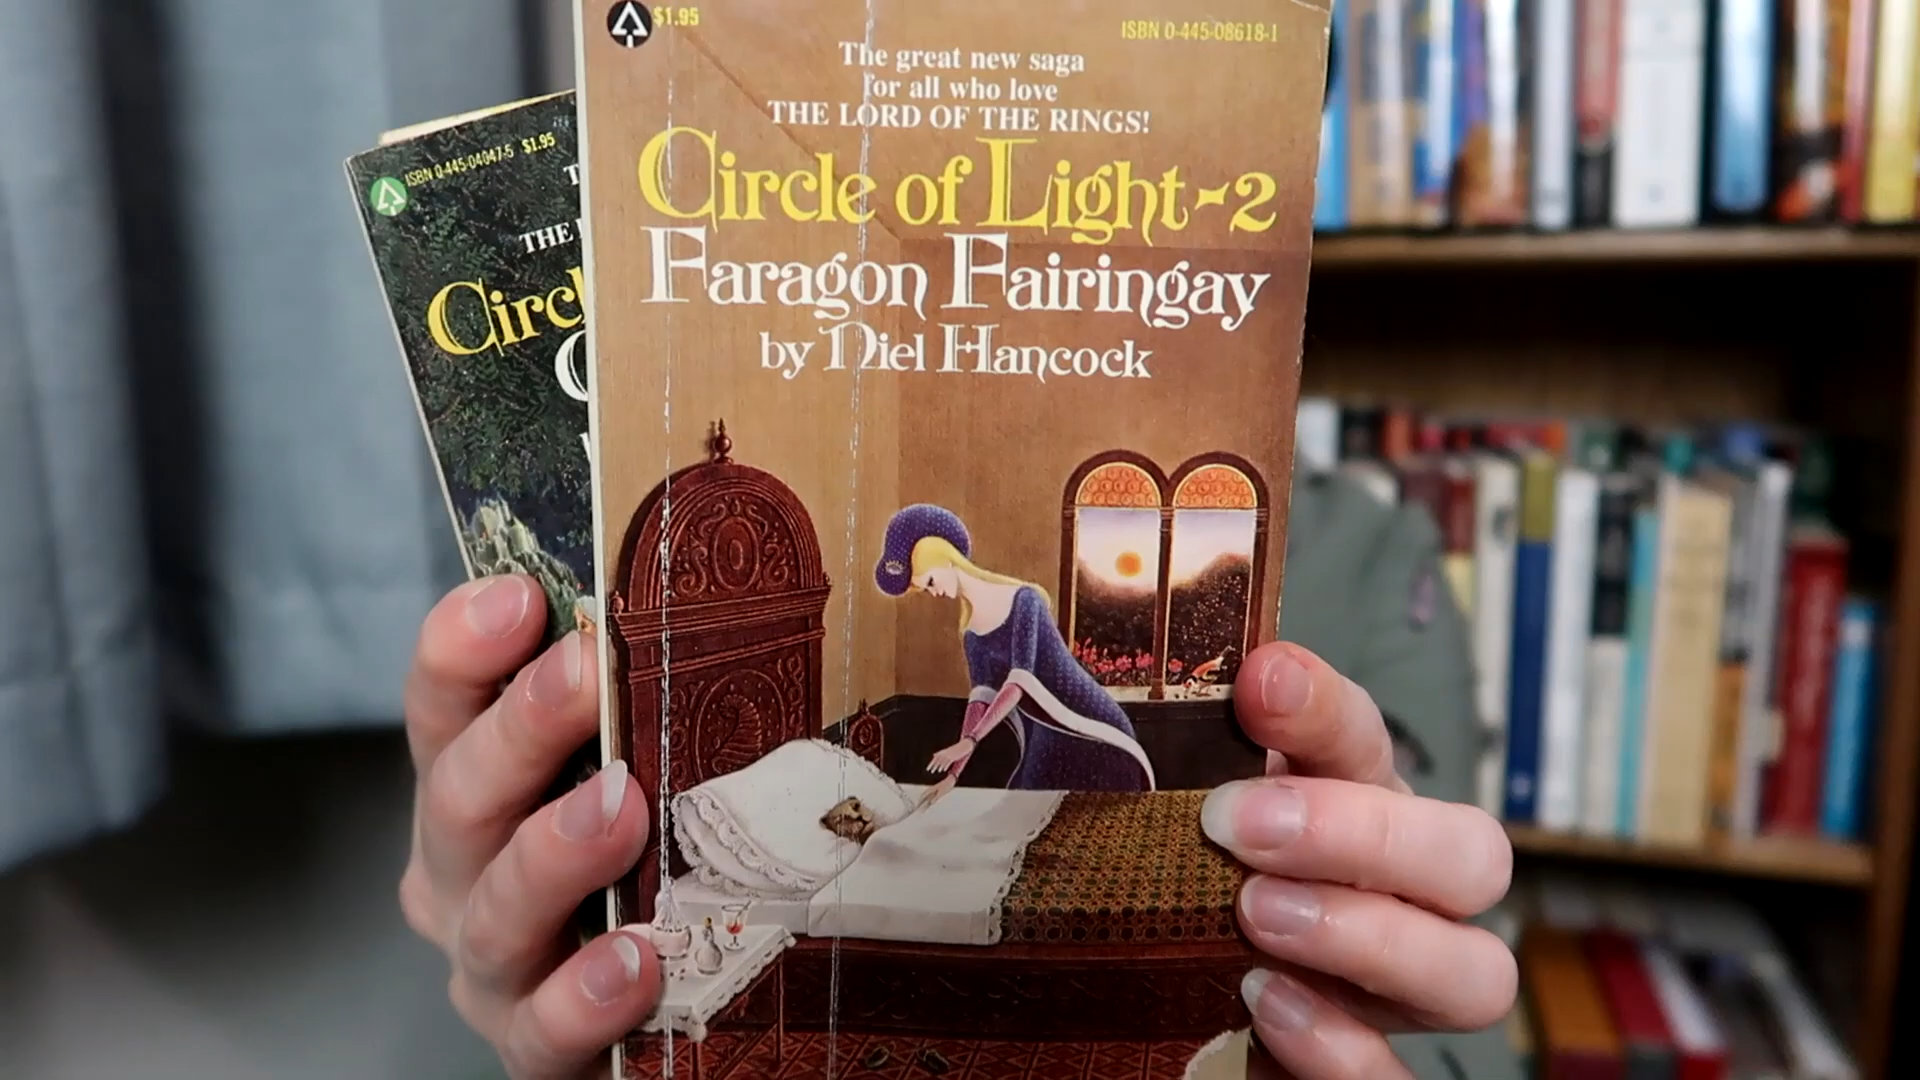 $1.95
ISBN 0-445-08618-1
The great new saga
for all who love
THE LORD OF THE RINGS!
Circle of Light-2
Faragon Fairingay
by Niel Hancock
ISBN 0-445-04047-5 $1.95
THE
Circ